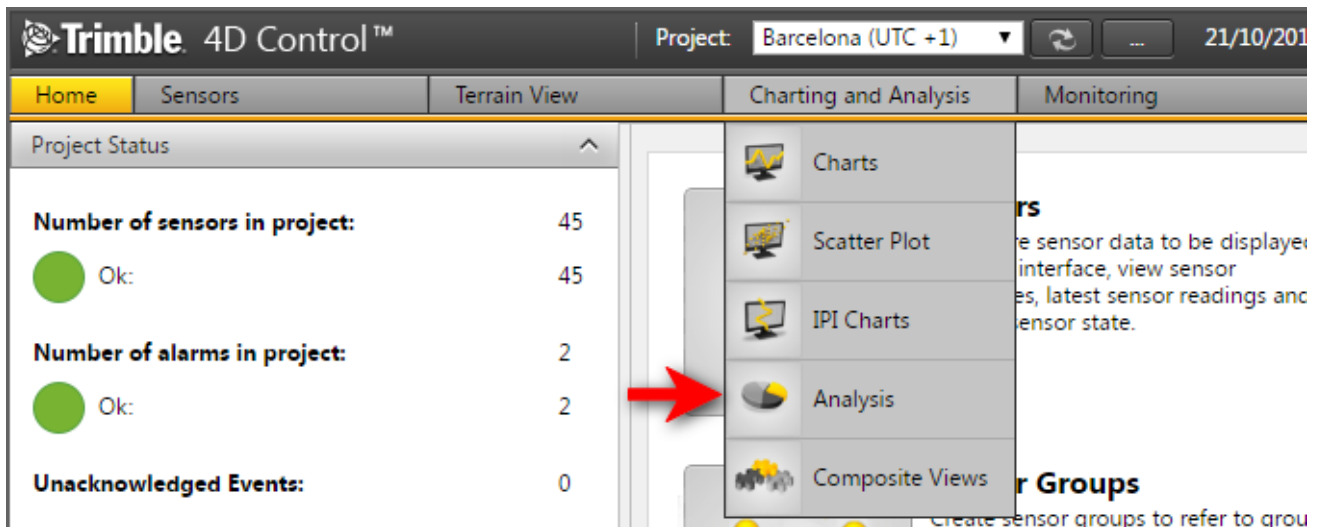 Trimble. 4D Control™
Project: Barcelona (UTC +1) ... 21/10/201
Home Sensors Terrain View Charting and Analysis Monitoring
Project Status
Number of sensors in project: 45
Ok: 45
Number of alarms in project: 2
Ok: 2
Unacknowledged Events: 0
Charts
Scatter Plot
IPI Charts
Analysis
Composite Views
rs
re sensor data to be displayed
interface, view sensor
es, latest sensor readings and
sensor state.
r Groups
Create sensor groups to refer to grou